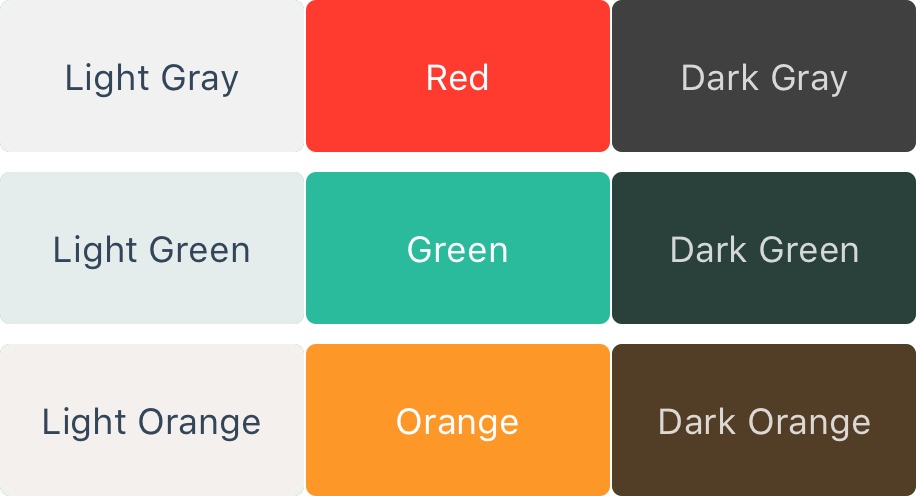 Light Gray
Red
Dark Gray
Light Green
Green
Dark Green
Light Orange
Orange
Dark Orange